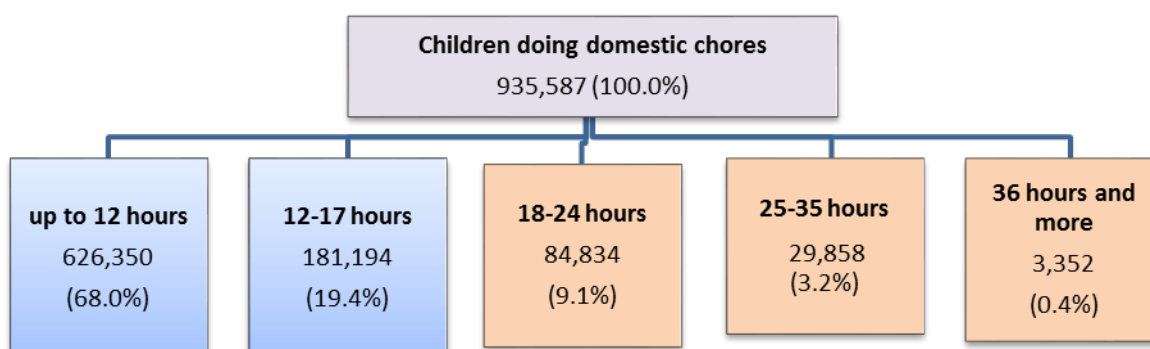 Children doing domestic chores
935,587 (100.0%)
up to 12 hours
626,350
(68.0%)
12-17 hours
181,194
(19.4%)
18-24 hours
84,834
(9.1%)
25-35 hours
29,858
(3.2%)
36 hours and
more
3,352
(0.4%)